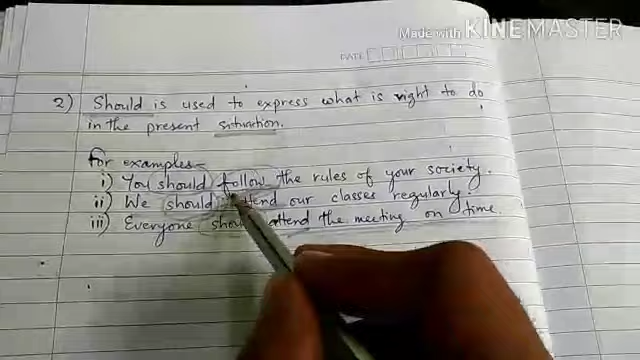 Made with KINEMASTER
DATE
2) Should is used to express what is right to do
in the present situation.
for examples-
i) You should follow the rules of your society.
ii) We should attend our classes regularly.
iii) Everyone should attend the meeting on time.